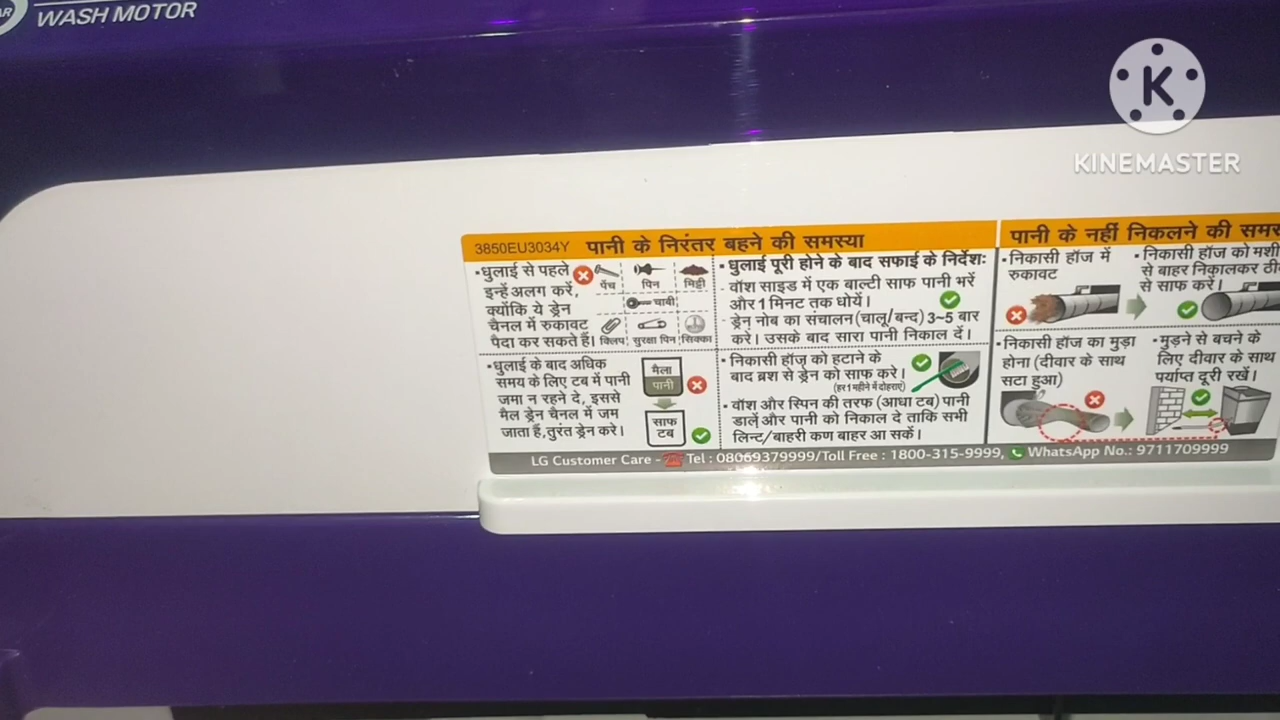 WASH MOTOR
KINEMASTER
3850EU3034Y पानी के निरंतर बहने की समस्या
•धुलाई से पहले
इन्हें अलग करें,
क्योंकि ये ड्रेन
चैनल में रुकावट
पैदा कर सकते हैं।
पेंच पिन मिट्टी
चाबी
क्लिप सुरक्षा पिन सिक्का
•धुलाई के बाद अधिक
समय के लिए टब में पानी
जमा न रहने दे, इससे
मैल ड्रेन चैनल में जम
जाता हैं,तुरंत ड्रेन करे।
मैला
पानी
साफ
टब
• धुलाई पूरी होने के बाद सफाई के निर्देश:
- वॉश साइड में एक बाल्टी साफ पानी भरें
और 1 मिनट तक धोयें।
- ड्रेन नोब का संचालन (चालू/बन्द) 3~5 बार
करे। उसके बाद सारा पानी निकाल दें।
• निकासी हॉज़ को हटाने के
बाद ब्रश से ड्रेन को साफ करे।
(हर 1 महीने में दोहराए)
• वॉश और स्पिन की तरफ (आधा टब) पानी
डालें और पानी को निकाल दे ताकि सभी
लिन्ट/बाहरी कण बाहर आ सकें।
पानी के नहीं निकलने की
• निकासी हॉज में
रुकावट
• निकासी हॉज को
से बाहर निकालकर
से साफ करें।
• निकासी हॉज का मुड़ा
होना (दीवार के साथ
सटा हुआ)
• मुड़ने से बचने के
लिए दीवार के साथ
पर्याप्त दूरी रखें।
LG Customer Care - Tel : 08069379999/Toll Free : 1800-315-9999, WhatsApp No.: 9711709999